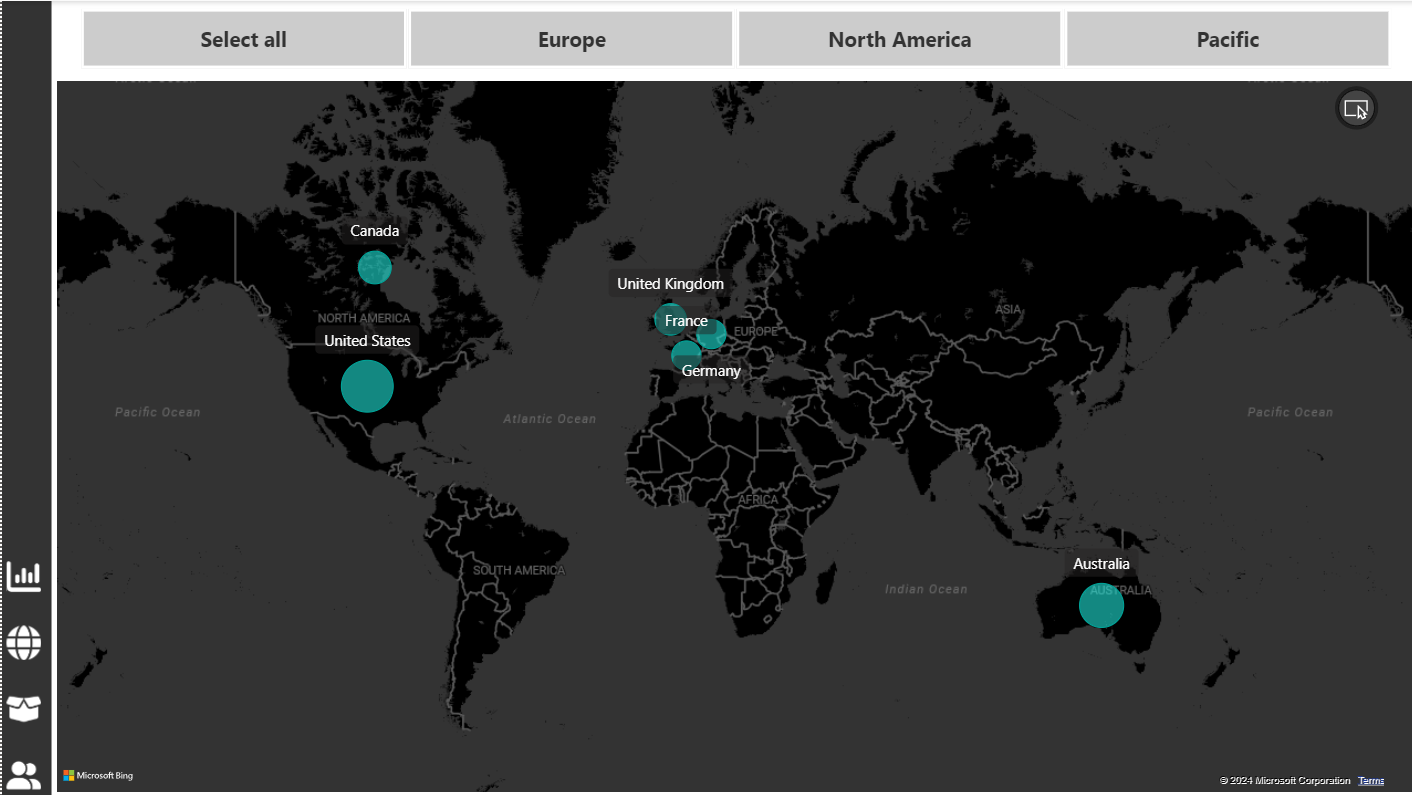 Select all
Europe
North America
Pacific
Canada
United Kingdom
NORTH AMERICA
France
EUROPE
ASIA
United States
Germany
Pacific Ocean
Atlantic Ocean
Pacific Ocean
AFRICA
SOUTH AMERICA
Australia
Indian Ocean
AUSTRALIA
Microsoft Bing
© 2024 Microsoft Corporation Terms